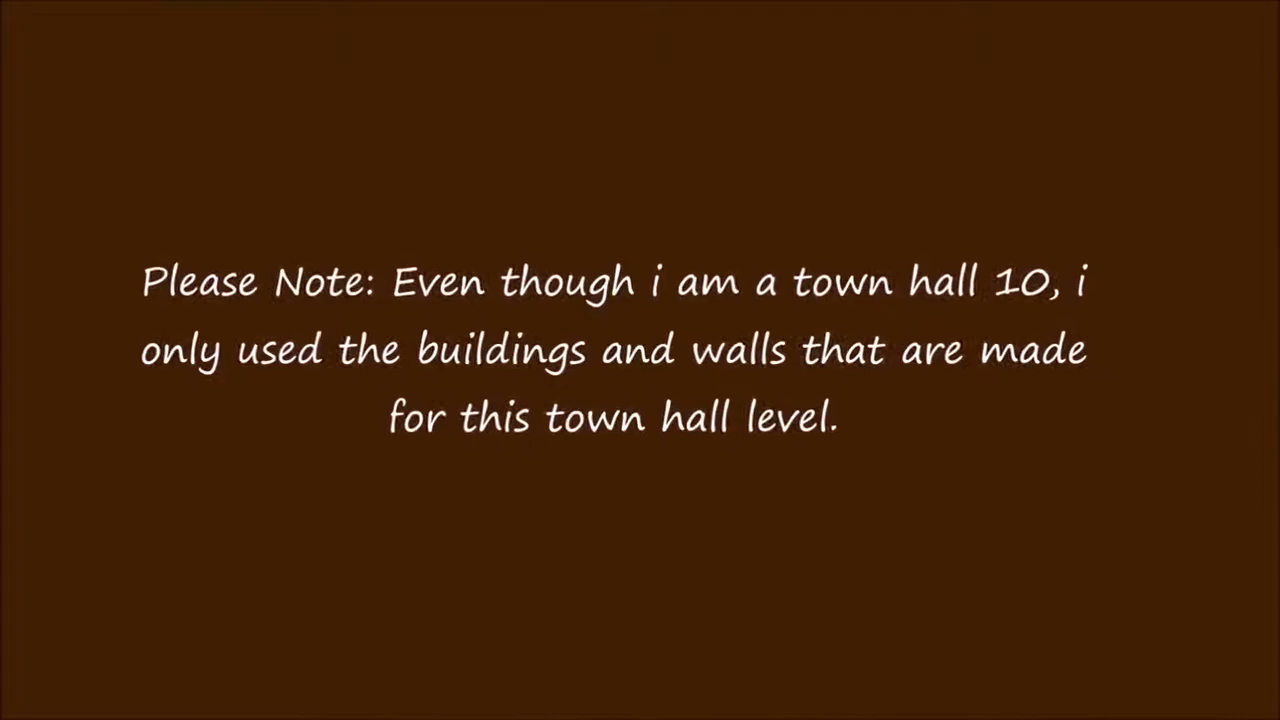 Please Note: Even though i am a town hall 10, i
only used the buildings and walls that are made
for this town hall level.